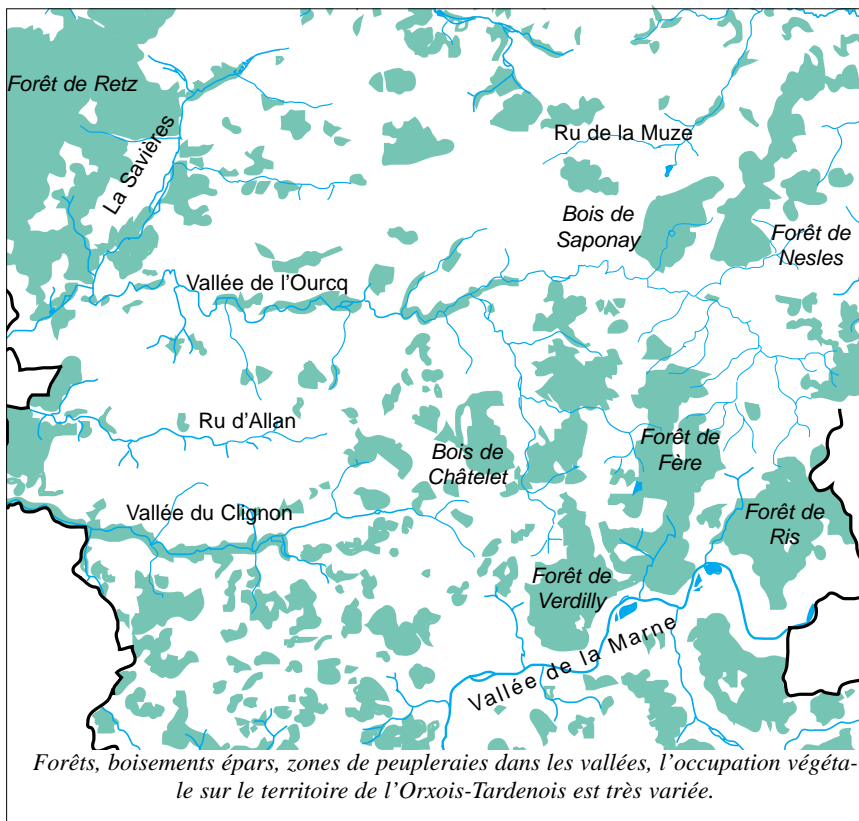 Forêt de Retz
La Savières
Ru de la Muze
Bois de
Saponay
Forêt de
Nesles
Vallée de l'Ourcq
Ru d'Allan
Bois de
Châtelet
Forêt de
Fère
Vallée du Clignon
Forêt de
Ris
Forêt de
Verdilly
Vallée de la Marne
Forêts, boisements épars, zones de peupleraies dans les vallées, l'occupation végéta-
le sur le territoire de l'Orxois-Tardenois est très variée.